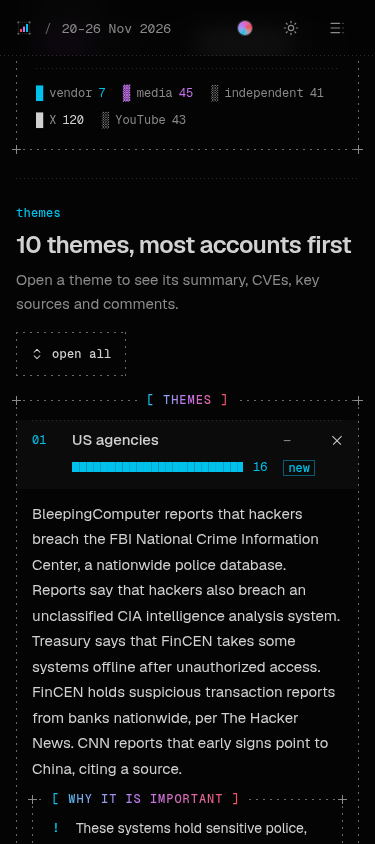 / 20–26 Nov 2026
vendor 7 media 45 independent 41
X 120 YouTube 43
themes
10 themes, most accounts first
Open a theme to see its summary, CVEs, key
sources and comments.
open all
[ THEMES ]
01 US agencies –
16 new
BleepingComputer reports that hackers
breach the FBI National Crime Information
Center, a nationwide police database.
Reports say that hackers also breach an
unclassified CIA intelligence analysis system.
Treasury says that FinCEN takes some
systems offline after unauthorized access.
FinCEN holds suspicious transaction reports
from banks nationwide, per The Hacker
News. CNN reports that early signs point to
China, citing a source.
[ WHY IT IS IMPORTANT ]
! These systems hold sensitive police,